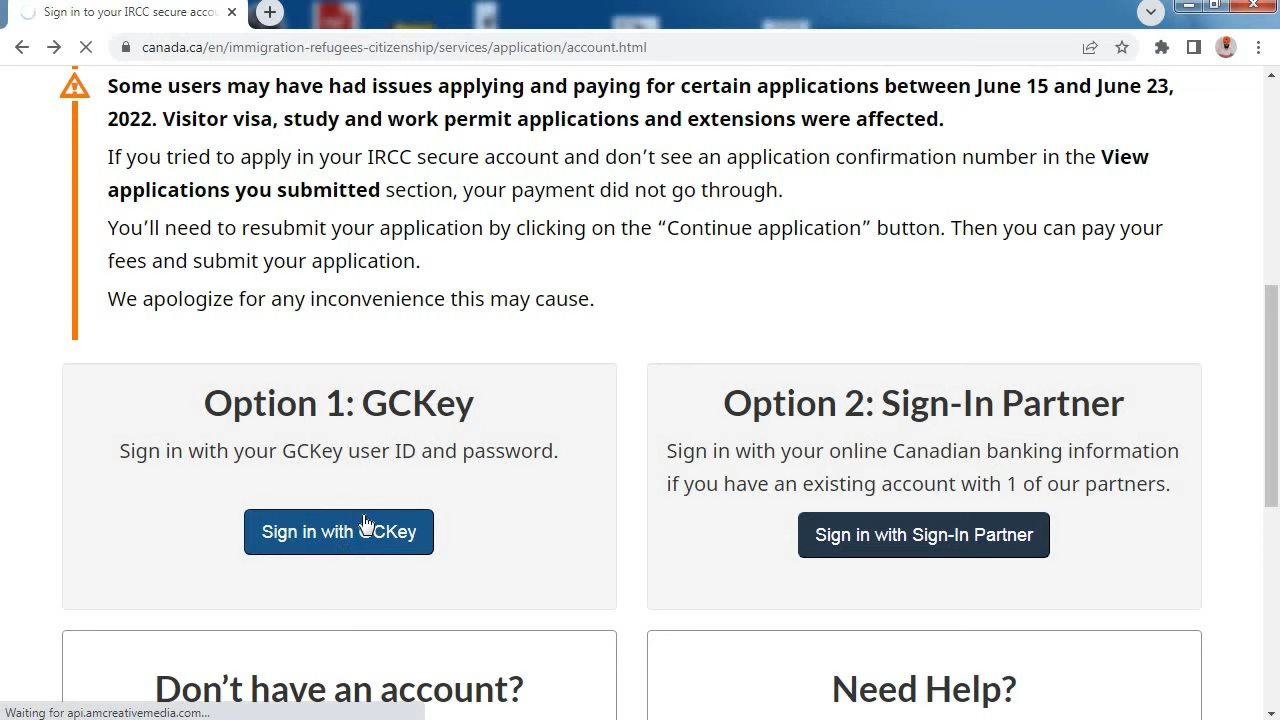 Sign in to your IRCC secure accou
canada.ca/en/immigration-refugees-citizenship/services/application/account.html
Some users may have had issues applying and paying for certain applications between June 15 and June 23,
2022. Visitor visa, study and work permit applications and extensions were affected.
If you tried to apply in your IRCC secure account and don’t see an application confirmation number in the View
applications you submitted section, your payment did not go through.
You’ll need to resubmit your application by clicking on the “Continue application” button. Then you can pay your
fees and submit your application.
We apologize for any inconvenience this may cause.
Option 1: GCKey
Sign in with your GCKey user ID and password.
Sign in with GCKey
Option 2: Sign-In Partner
Sign in with your online Canadian banking information
if you have an existing account with 1 of our partners.
Sign in with Sign-In Partner
Don’t have an account?
Need Help?
Waiting for api.amcreativemedia.com...